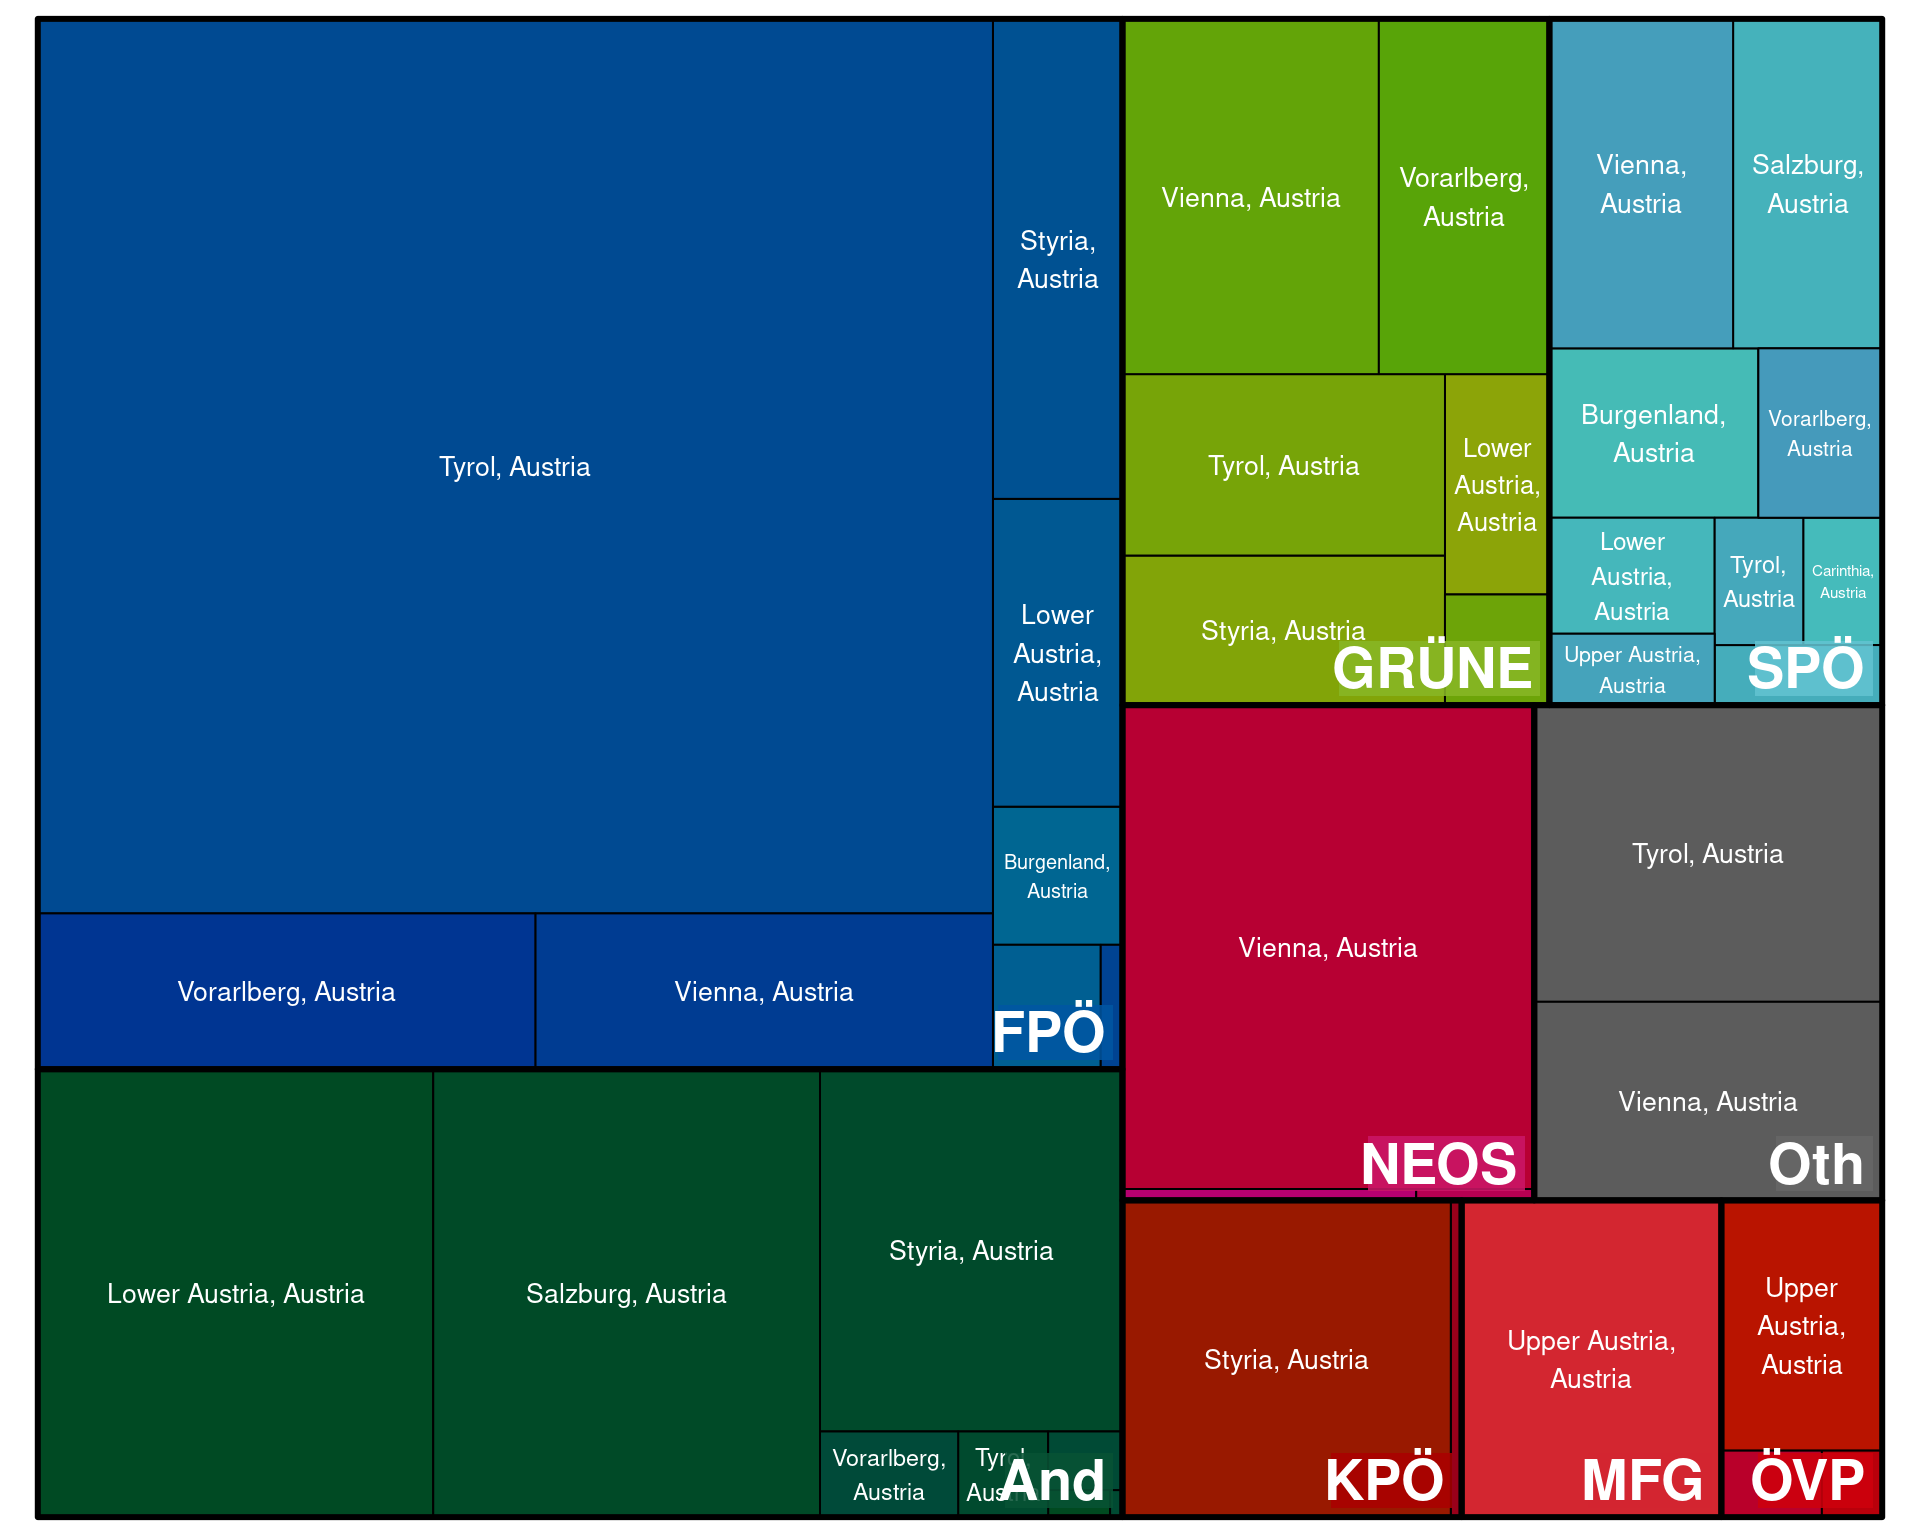 Tyrol, Austria
Styria,
Austria
Lower
Austria,
Austria
Burgenland,
Austria
Vorarlberg, Austria
Vienna, Austria
FPÖ
Lower Austria, Austria
Salzburg, Austria
Styria, Austria
Vorarlberg,
Austria
Tyrol,
Austria
And
Vienna, Austria
Vorarlberg,
Austria
Tyrol, Austria
Lower
Austria,
Austria
Styria, Austria
GRÜNE
Vienna,
Austria
Salzburg,
Austria
Burgenland,
Austria
Vorarlberg,
Austria
Lower
Austria,
Austria
Tyrol,
Austria
Carinthia,
Austria
Upper Austria,
Austria
SPÖ
Vienna, Austria
NEOS
Tyrol, Austria
Vienna, Austria
Oth
Styria, Austria
KPÖ
Upper Austria,
Austria
MFG
Upper
Austria,
Austria
ÖVP